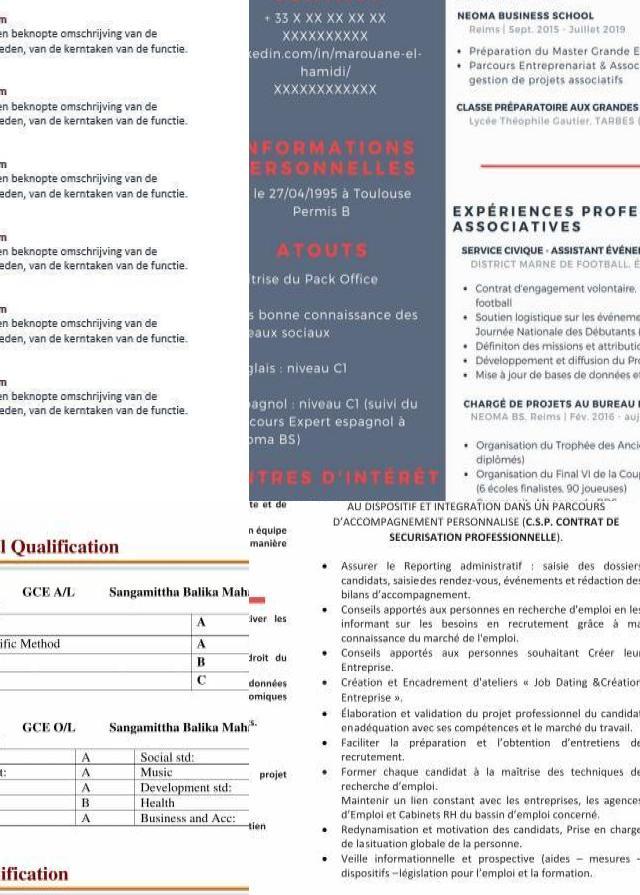 en beknopte omschrijving van de
eden, van de kerntaken van de functie.
en beknopte omschrijving van de
eden, van de kerntaken van de functie.
en beknopte omschrijving van de
eden, van de kerntaken van de functie.
en beknopte omschrijving van de
eden, van de kerntaken van de functie.
en beknopte omschrijving van de
eden, van de kerntaken van de functie.
en beknopte omschrijving van de
eden, van de kerntaken van de functie.
+ 33 X XX XX XX XX
XXXXXXXXXX
kedin.com/in/marouane-el-
hamidi/
XXXXXXXXXXXX
NFORMATIONS
ERSONNELLES
le 27/04/1995 à Toulouse
Permis B
ATOUTS
îtrise du Pack Office
s bonne connaissance des
eaux sociaux
glais : niveau C1
pagnol : niveau C1 (suivi du
cours Expert espagnol à
oma BS)
TRES D'INTÉRÊT
NEOMA BUSINESS SCHOOL
Reims | Sept. 2015 - Juillet 2019
• Préparation du Master Grande E
• Parcours Entreprenariat & Assoc
gestion de projets associatifs
CLASSE PRÉPARATOIRE AUX GRANDES
Lycée Théophile Gautier, TARBES (
EXPÉRIENCES PROFE
ASSOCIATIVES
SERVICE CIVIQUE - ASSISTANT ÉVÉNE
DISTRICT MARNE DE FOOTBALL, É
• Contrat d'engagement volontaire,
football
• Soutien logistique sur les événeme
Journée Nationale des Débutants (
• Définiton des missions et attributio
• Développement et diffusion du Pro
• Mise à jour de bases de données et
CHARGÉ DE PROJETS AU BUREAU
NEOMA BS, Reims | Fév. 2016 - auj
• Organisation du Trophée des Ancie
diplômés)
• Organisation du Final VI de la Coup
(6 écoles finalistes, 90 joueuses)
l Qualification
GCE A/L Sangamittha Balika Mah
A
ific Method A
B
C
GCE O/L Sangamittha Balika Mah
A Social std:
t: A Music
A Development std:
B Health
A Business and Acc:
ification
te et de
n équipe
manière
iver les
droit du
données
omiques
s.
projet
tien
AU DISPOSITIF ET INTEGRATION DANS UN PARCOURS
D'ACCOMPAGNEMENT PERSONNALISE (C.S.P. CONTRAT DE
SECURISATION PROFESSIONNELLE).
• Assurer le Reporting administratif : saisie des dossiers
candidats, saisiedes rendez-vous, événements et rédaction des
bilans d'accompagnement.
• Conseils apportés aux personnes en recherche d'emploi en les
informant sur les besoins en recrutement grâce à ma
connaissance du marché de l'emploi.
• Conseils apportés aux personnes souhaitant Créer leur
Entreprise.
• Création et Encadrement d'ateliers « Job Dating &Création
Entreprise ».
• Élaboration et validation du projet professionnel du candidat
enadéquation avec ses compétences et le marché du travail.
• Faciliter la préparation et l'obtention d'entretiens de
recrutement.
• Former chaque candidat à la maîtrise des techniques de
recherche d'emploi.
Maintenir un lien constant avec les entreprises, les agences
d'Emploi et Cabinets RH du bassin d'emploi concerné.
• Redynamisation et motivation des candidats, Prise en charge
de lasituation globale de la personne.
• Veille informationnelle et prospective (aides – mesures –
dispositifs –législation pour l'emploi et la formation.